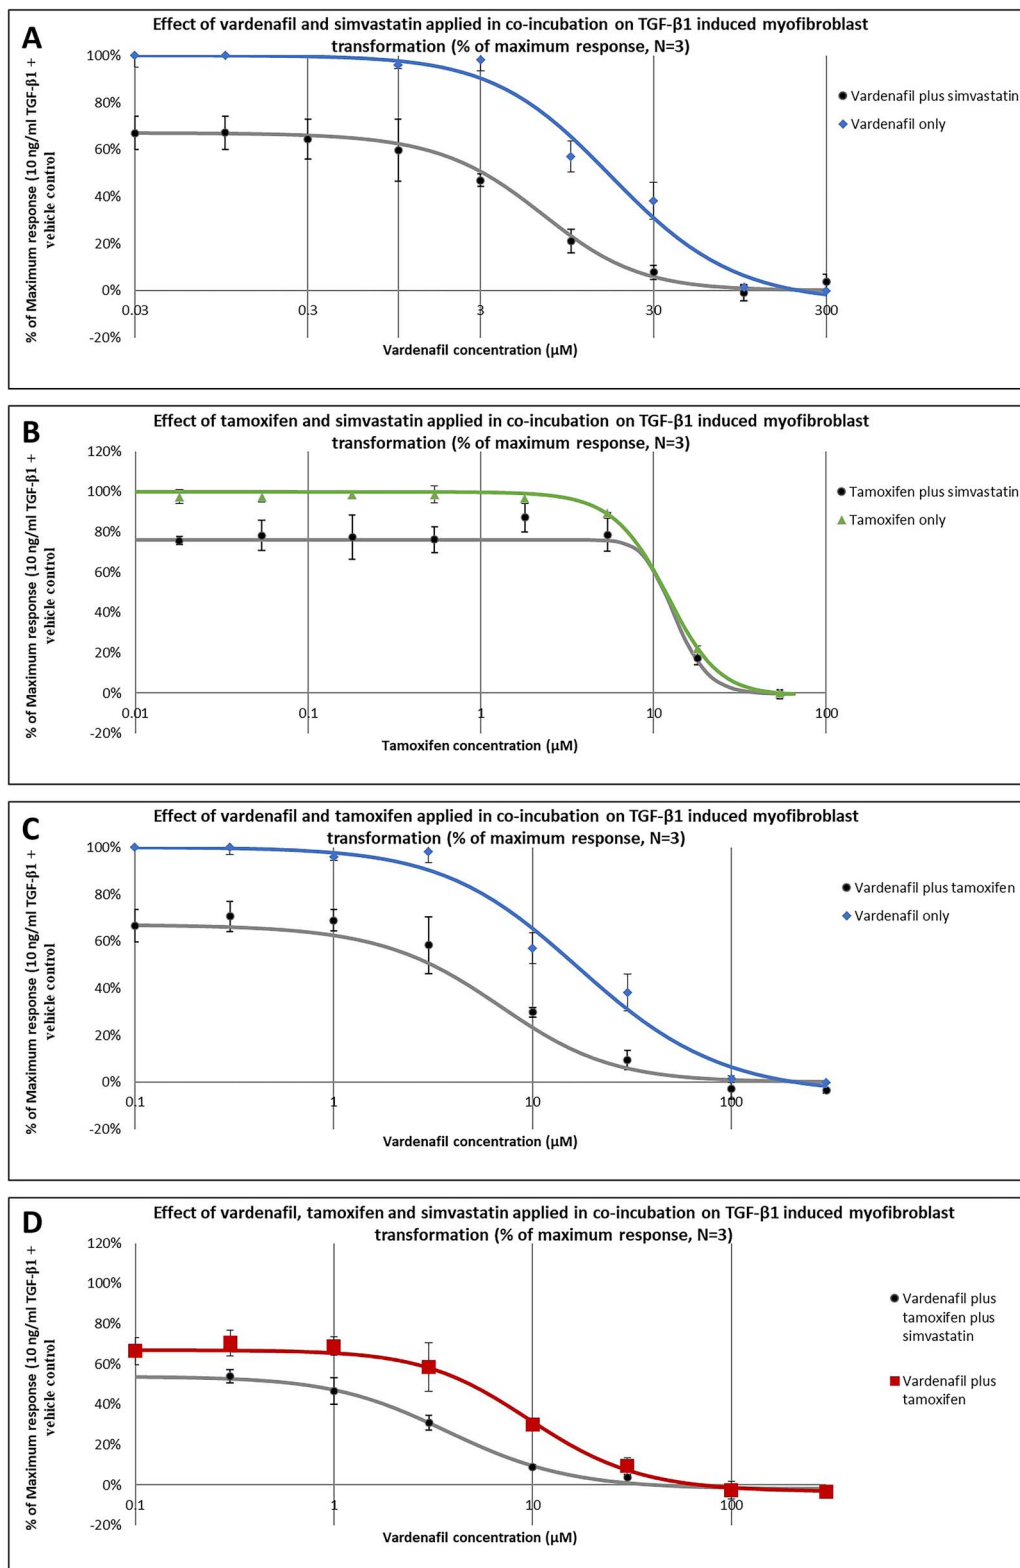 A
Effect of vardenafil and simvastatin applied in co-incubation on TGF-β1 induced myofibroblast
transformation (% of maximum response, N=3)
% of Maximum response (10 ng/ml TGF-β1 +
vehicle control
100%
80%
60%
40%
20%
0%
-20%
0.03
0.3
3
30
300
Vardenafil concentration (µM)
Vardenafil plus simvastatin
Vardenafil only
B
Effect of tamoxifen and simvastatin applied in co-incubation on TGF-β1 induced myofibroblast
transformation (% of maximum response, N=3)
% of Maximum response (10 ng/ml TGF-β1 +
vehicle control
120%
100%
80%
60%
40%
20%
0%
-20%
0.01
0.1
1
10
100
Tamoxifen concentration (µM)
Tamoxifen plus simvastatin
Tamoxifen only
C
Effect of vardenafil and tamoxifen applied in co-incubation on TGF-β1 induced myofibroblast
transformation (% of maximum response, N=3)
% of Maximum response (10 ng/ml TGF-β1 +
vehicle control
100%
80%
60%
40%
20%
0%
-20%
0.1
1
10
100
Vardenafil concentration (µM)
Vardenafil plus tamoxifen
Vardenafil only
D
Effect of vardenafil, tamoxifen and simvastatin applied in co-incubation on TGF-β1 induced myofibroblast
transformation (% of maximum response, N=3)
% of Maximum response (10 ng/ml TGF-β1 +
vehicle control
120%
100%
80%
60%
40%
20%
0%
-20%
0.1
1
10
100
Vardenafil concentration (µM)
Vardenafil plus
tamoxifen plus
simvastatin
Vardenafil plus
tamoxifen